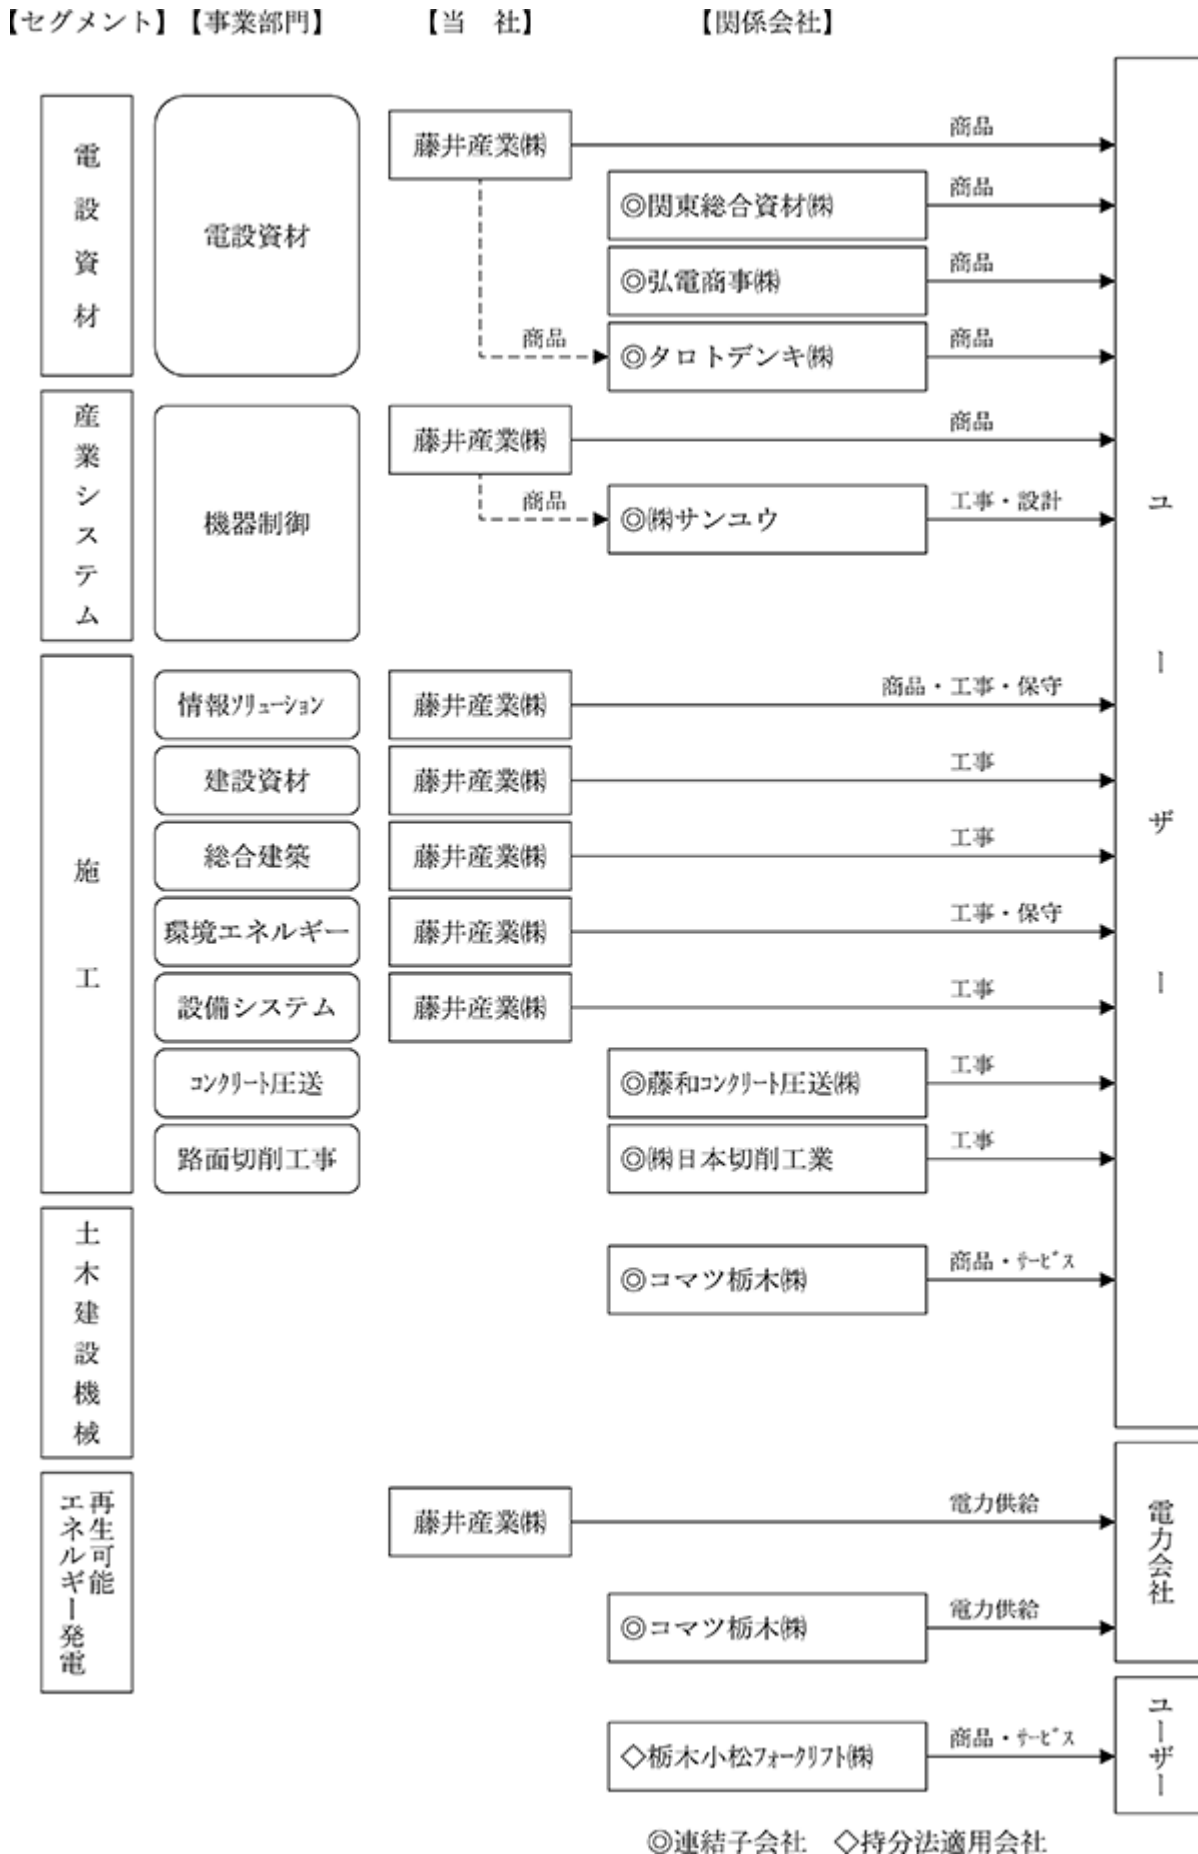 【セグメント】【事業部門】 【当　社】 【関係会社】
電設資材
電設資材
藤井産業㈱
商品
◎関東総合資材㈱
商品
◎弘電商事㈱
商品
商品
◎タロトデンキ㈱
商品
産業システム
機器制御
藤井産業㈱
商品
商品
◎㈱サンユウ
工事・設計
ユーザー
施工
情報ソリューション
藤井産業㈱
商品・工事・保守
建設資材
藤井産業㈱
工事
総合建築
藤井産業㈱
工事
環境エネルギー
藤井産業㈱
工事・保守
設備システム
藤井産業㈱
工事
コンクリート圧送
◎藤和コンクリート圧送㈱
工事
路面切削工事
◎㈱日本切削工業
工事
土木建設機械
◎コマツ栃木㈱
商品・サービス
再生可能
エネルギー発電
藤井産業㈱
電力供給
◎コマツ栃木㈱
電力供給
電力会社
◇栃木小松フォークリフト㈱
商品・サービス
ユーザー
◎連結子会社　◇持分法適用会社